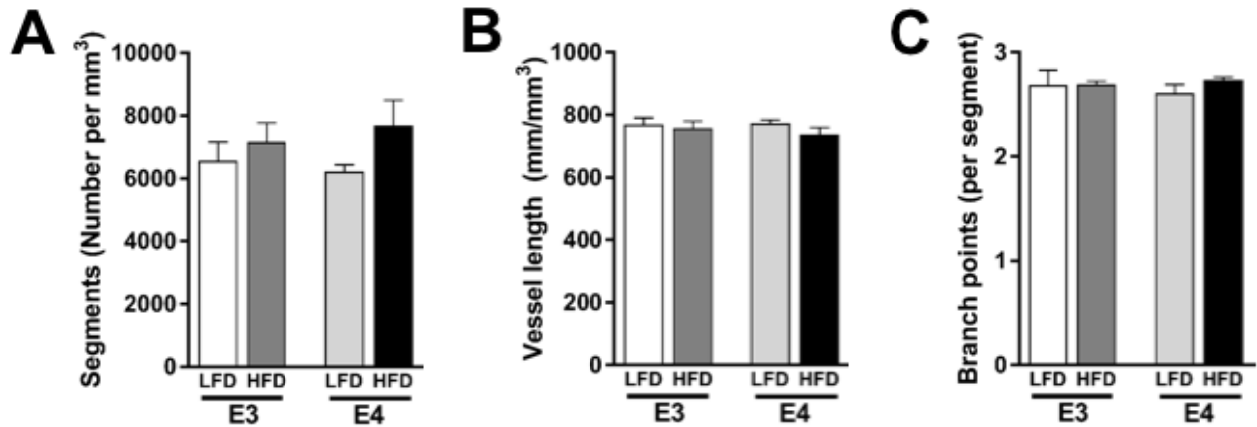 A
Segments (Number per mm³)
10000
8000
6000
4000
2000
0
LFD HFD LFD HFD
E3 E4
B
Vessel length (mm/mm³)
1000
800
600
400
200
0
LFD HFD LFD HFD
E3 E4
C
Branch points (per segment)
3
2
1
0
LFD HFD LFD HFD
E3 E4